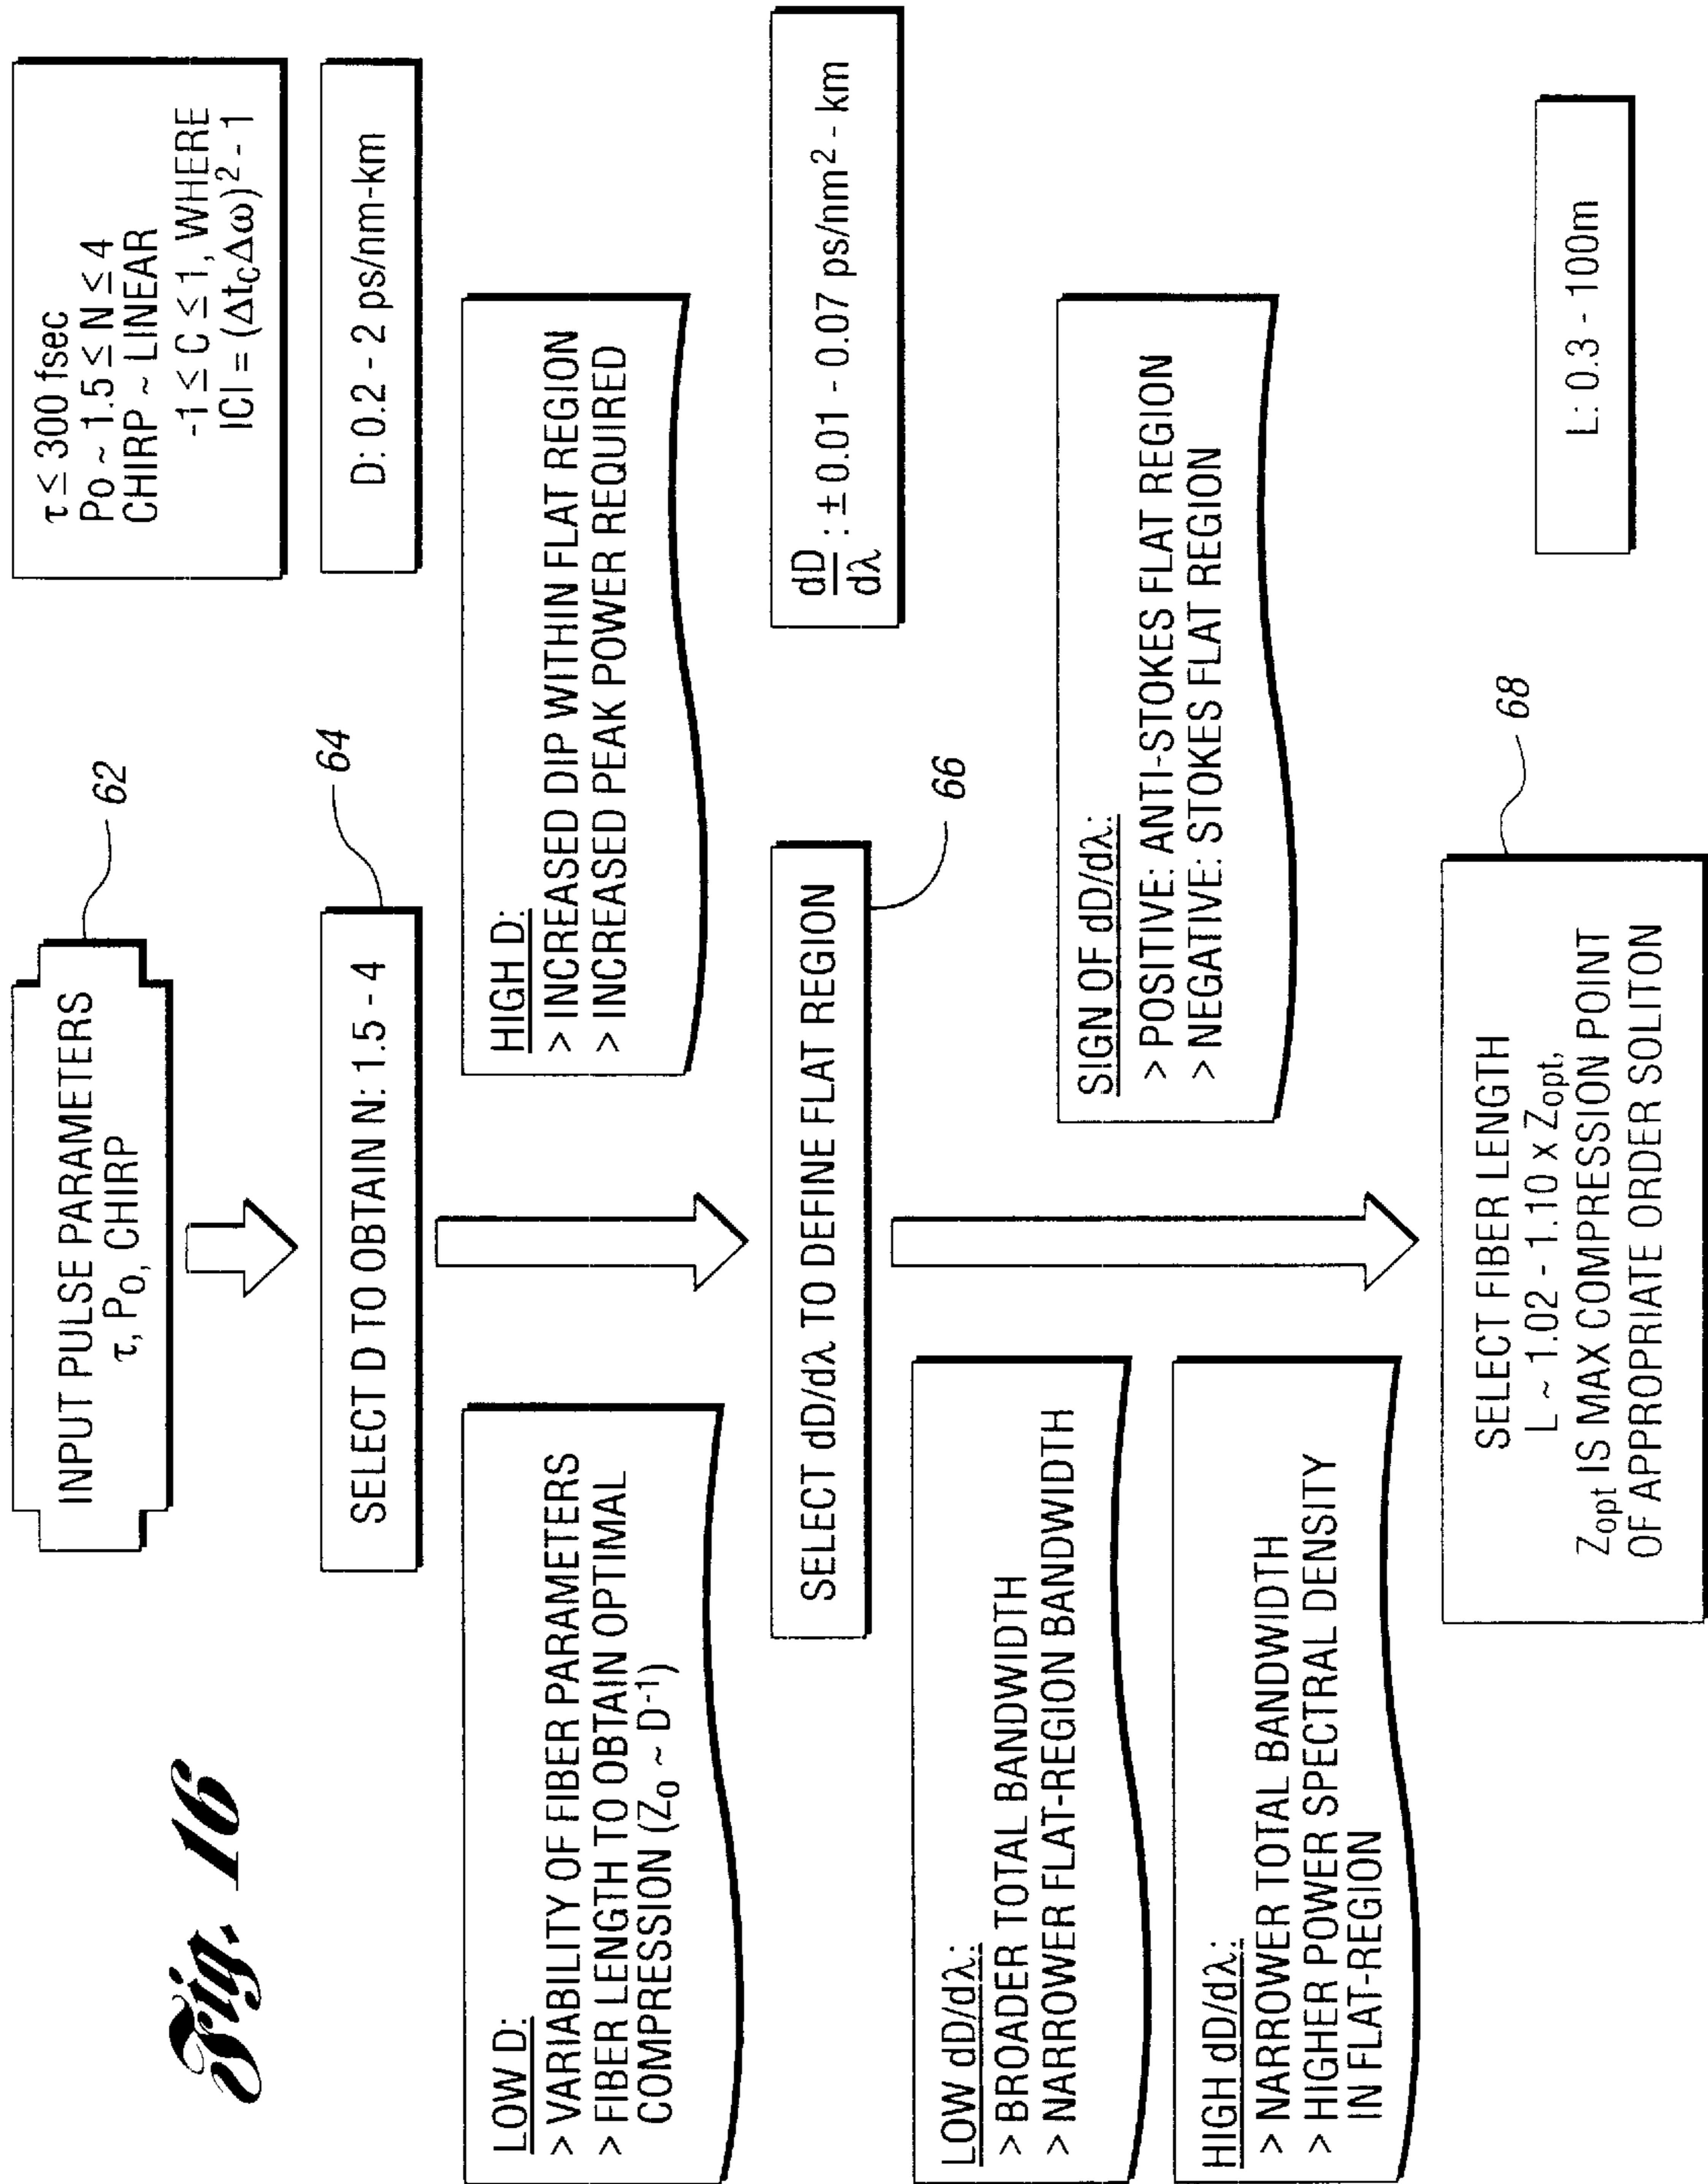 Fig. 16
INPUT PULSE PARAMETERS
τ, P₀, CHIRP
62
τ ≤ 300 fsec
Po ~ 1.5 ≤ N ≤ 4
CHIRP ~ LINEAR
-1 ≤ C ≤ 1, WHERE
ICI = (Δt꜀Δω)² - 1
SELECT D TO OBTAIN N: 1.5 - 4
64
D: 0.2 - 2 ps/nm-km
LOW D:
> VARIABILITY OF FIBER PARAMETERS
> FIBER LENGTH TO OBTAIN OPTIMAL
COMPRESSION (Z₀ ~ D⁻¹)
HIGH D:
> INCREASED DIP WITHIN FLAT REGION
> INCREASED PEAK POWER REQUIRED
SELECT dD/dλ TO DEFINE FLAT REGION
66
dD/dλ : ± 0.01 - 0.07 ps/nm² - km
LOW dD/dλ:
> BROADER TOTAL BANDWIDTH
> NARROWER FLAT-REGION BANDWIDTH
HIGH dD/dλ:
> NARROWER TOTAL BANDWIDTH
> HIGHER POWER SPECTRAL DENSITY
IN FLAT-REGION
SIGN OF dD/dλ:
> POSITIVE: ANTI-STOKES FLAT REGION
> NEGATIVE: STOKES FLAT REGION
SELECT FIBER LENGTH
L ~ 1.02 - 1.10 x Zopt,
Zopt IS MAX COMPRESSION POINT
OF APPROPRIATE ORDER SOLITON
68
L: 0.3 - 100m